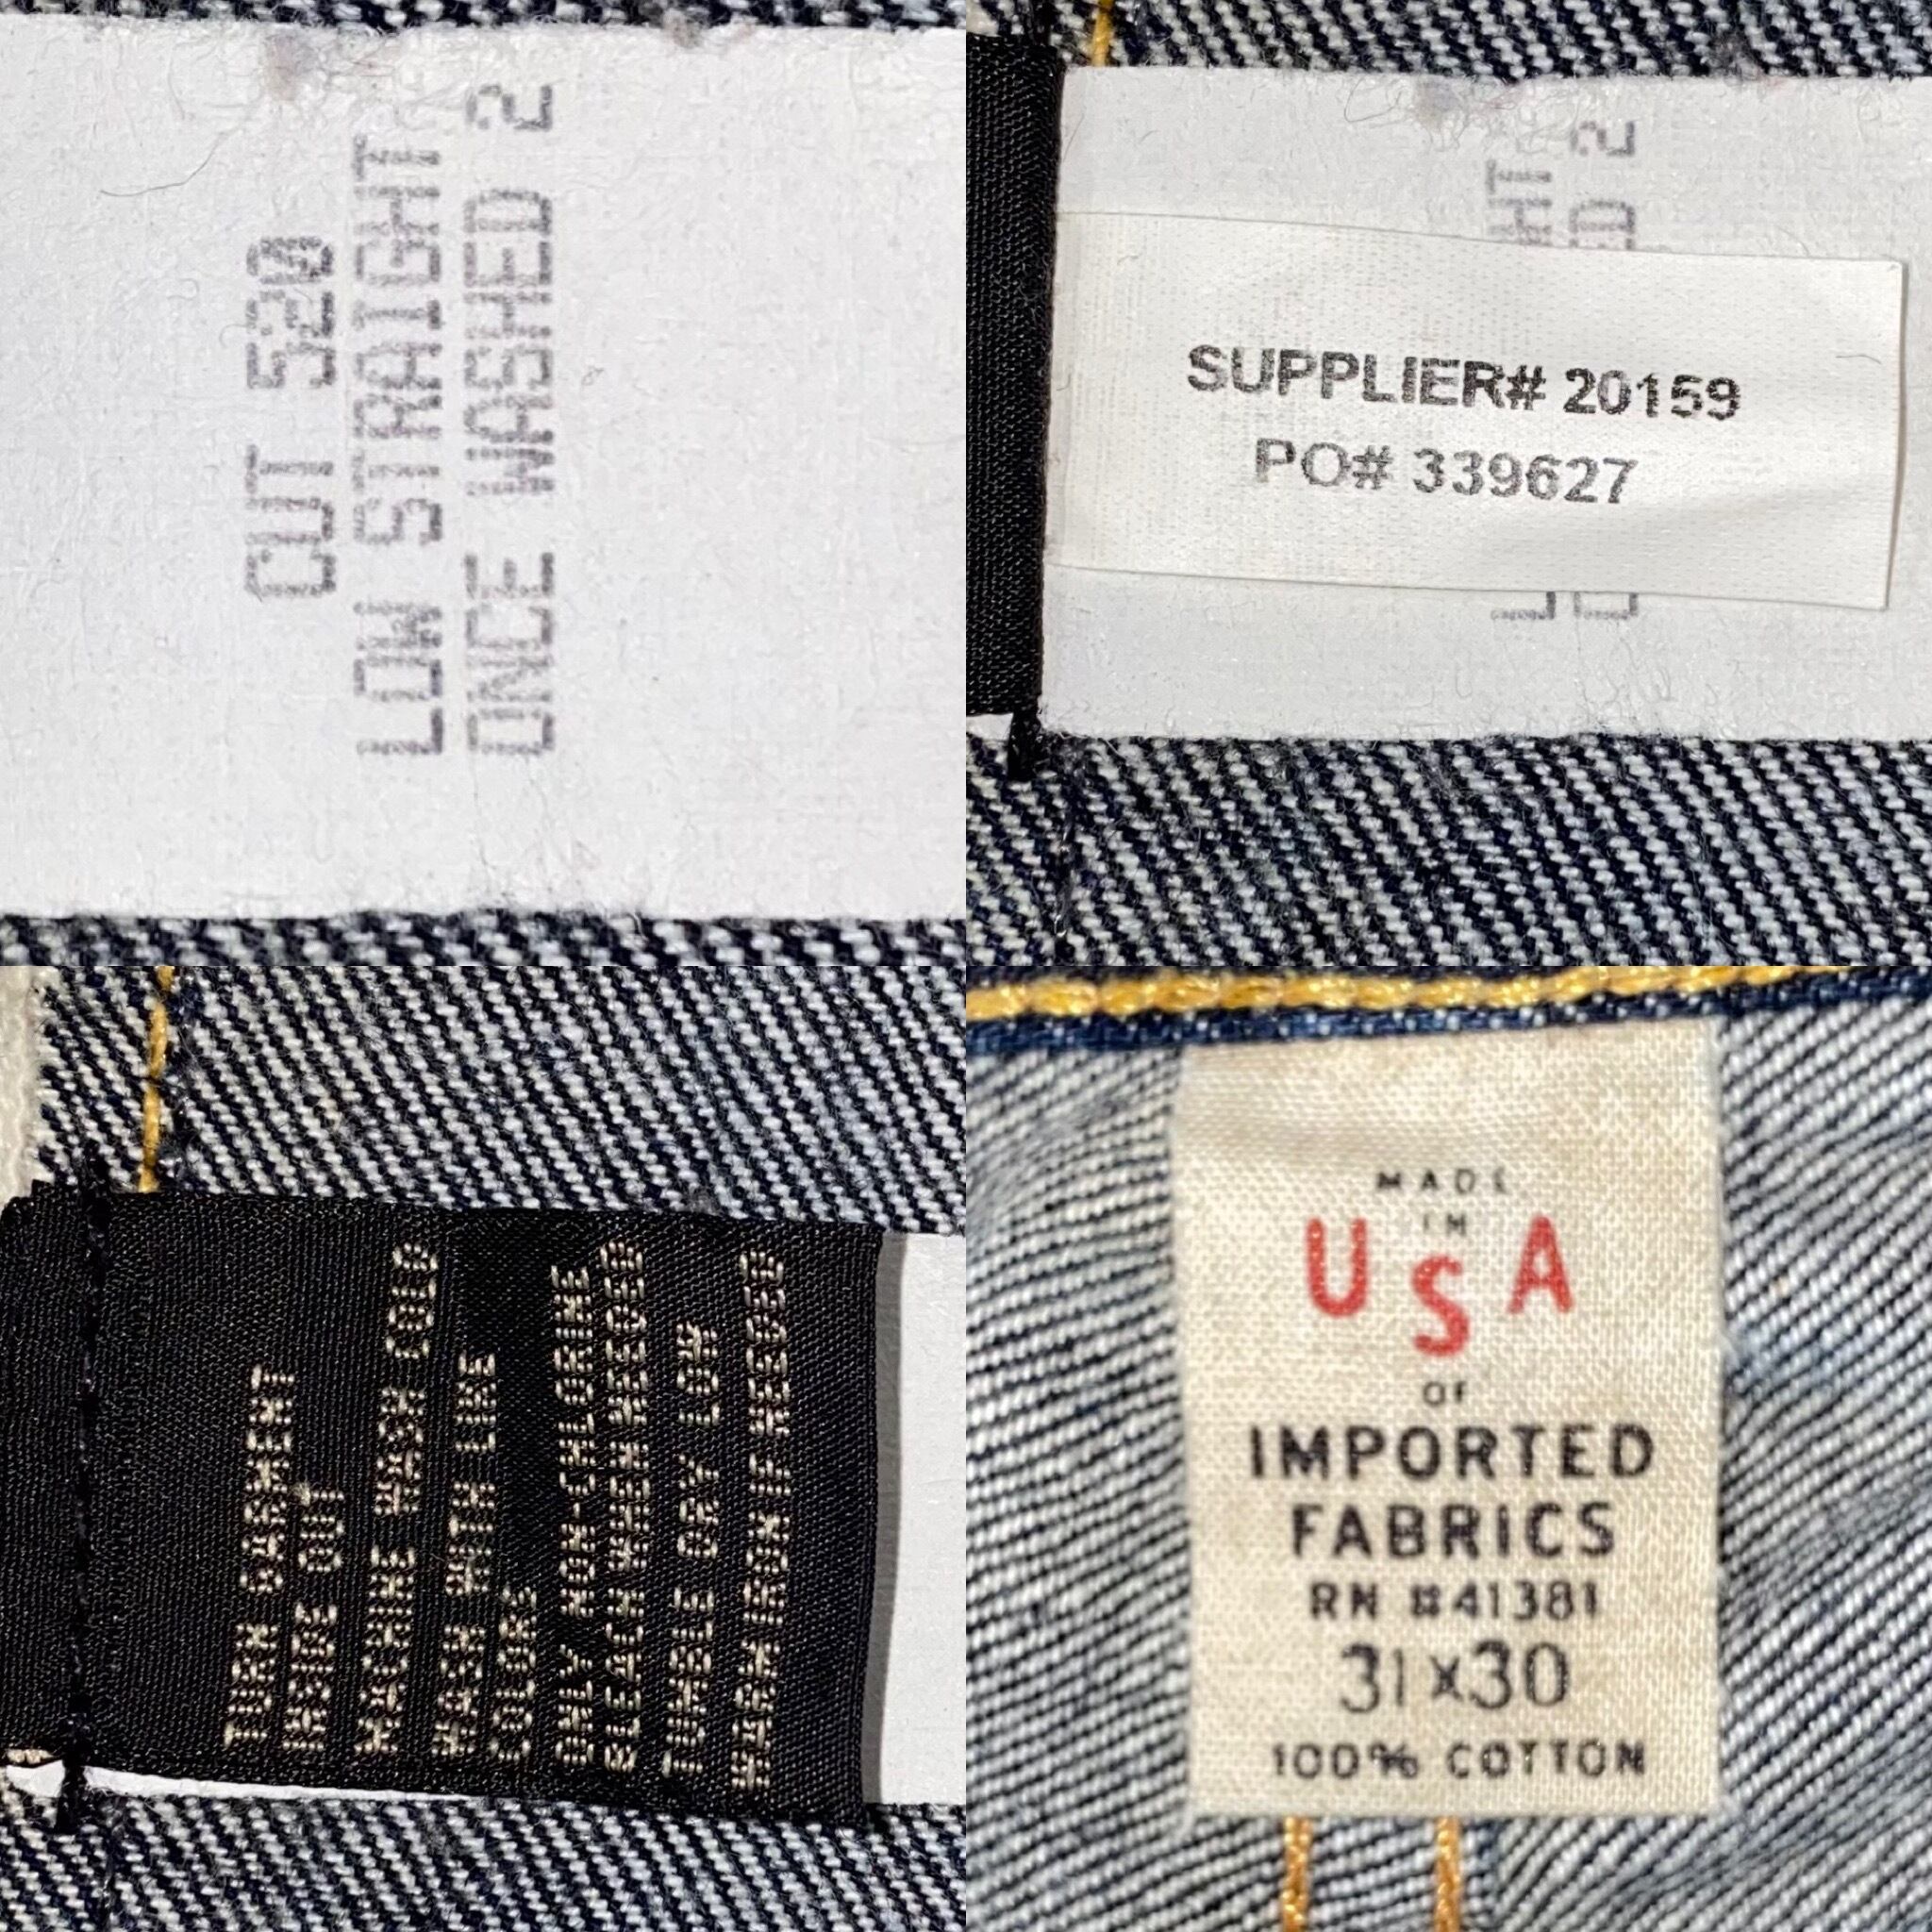 CUT 520
LOW STRAIGHT
ONCE WASHED 2
SUPPLIER# 20159
PO# 339627
TURN GARMENT
INSIDE OUT
MACHINE WASH COLD
WASH WITH LIKE
COLORS
ONLY NON-CHLORINE
BLEACH WHEN NEEDED
TUMBLE DRY LOW
WARM IRON IF NEEDED
MADE
IN
USA
OF
IMPORTED
FABRICS
RN #41381
31x30
100% COTTON